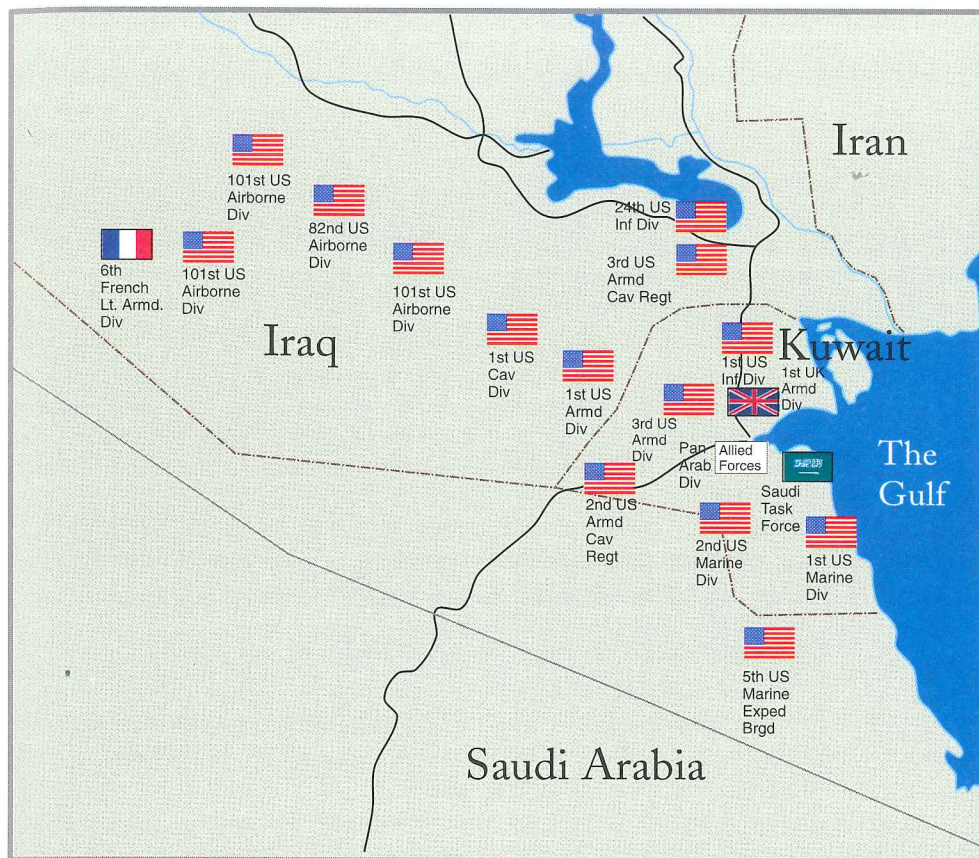 Iran
101st US
Airborne
Div
82nd US
Airborne
Div
24th US
Inf Div
6th
French
Lt. Armd.
Div
101st US
Airborne
Div
101st US
Airborne
Div
3rd US
Armd
Cav Regt
Iraq
1st US
Cav
Div
1st US
Armd
Div
Kuwait
1st US
Inf Div
1st UK
Armd
Div
3rd US
Armd
Div
Pan
Arab
Div
Allied
Forces
The
Gulf
Saudi
Task
Force
2nd US
Armd
Cav
Regt
2nd US
Marine
Div
1st US
Marine
Div
5th US
Marine
Exped
Brgd
Saudi Arabia